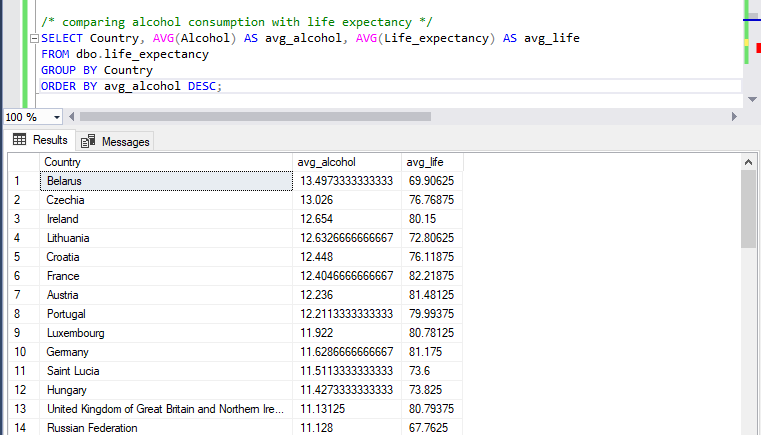 /* comparing alcohol consumption with life expectancy */
SELECT Country, AVG(Alcohol) AS avg_alcohol, AVG(Life_expectancy) AS avg_life
FROM dbo.life_expectancy
GROUP BY Country
ORDER BY avg_alcohol DESC;
100 %
Results Messages
Country avg_alcohol avg_life
1 Belarus 13.4973333333333 69.90625
2 Czechia 13.026 76.76875
3 Ireland 12.654 80.15
4 Lithuania 12.6326666666667 72.80625
5 Croatia 12.448 76.11875
6 France 12.4046666666667 82.21875
7 Austria 12.236 81.48125
8 Portugal 12.2113333333333 79.99375
9 Luxembourg 11.922 80.78125
10 Germany 11.6286666666667 81.175
11 Saint Lucia 11.5113333333333 73.6
12 Hungary 11.4273333333333 73.825
13 United Kingdom of Great Britain and Northern Ire... 11.13125 80.79375
14 Russian Federation 11.128 67.7625